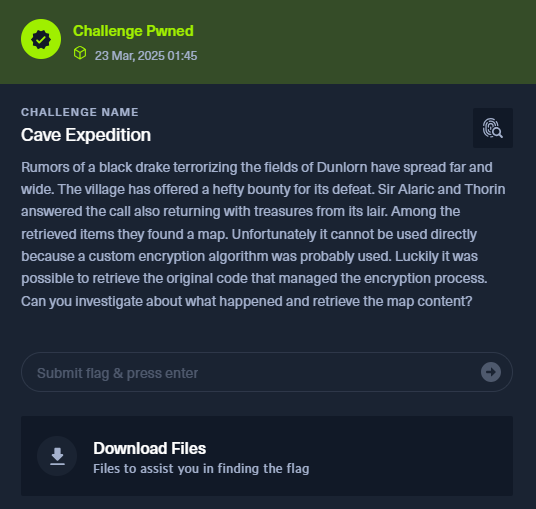 Challenge Pwned
23 Mar, 2025 01:45
CHALLENGE NAME
Cave Expedition
Rumors of a black drake terrorizing the fields of Dunlorn have spread far and
wide. The village has offered a hefty bounty for its defeat. Sir Alaric and Thorin
answered the call also returning with treasures from its lair. Among the
retrieved items they found a map. Unfortunately it cannot be used directly
because a custom encryption algorithm was probably used. Luckily it was
possible to retrieve the original code that managed the encryption process.
Can you investigate about what happened and retrieve the map content?
Submit flag & press enter
Download Files
Files to assist you in finding the flag